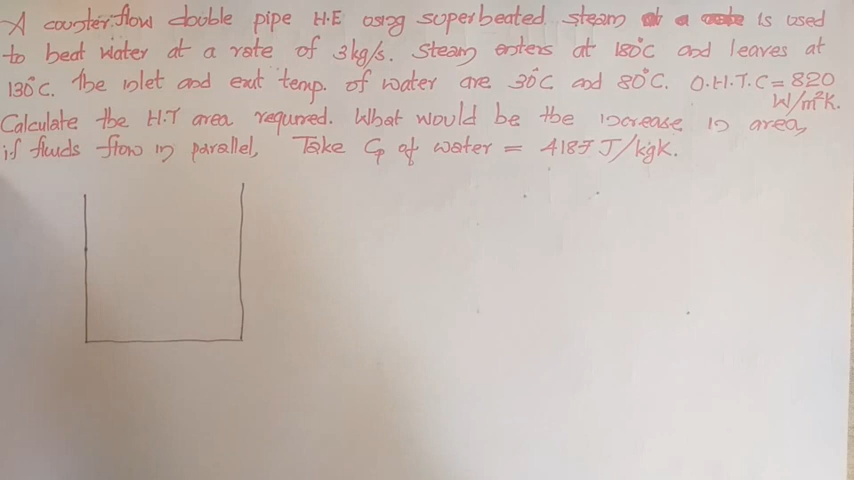 A counterflow double pipe H.E using superheated steam is used
to heat water at a rate of 3kg/s. Steam enters at 180°C and leaves at
130°C. The inlet and exit temp. of water are 30°C and 80°C. O.H.T.C = 820
W/m²K.
Calculate the H.T area required. What would be the increase in area,
if fluids flow in parallel, Take Cp of water = 4187 J/kgK.